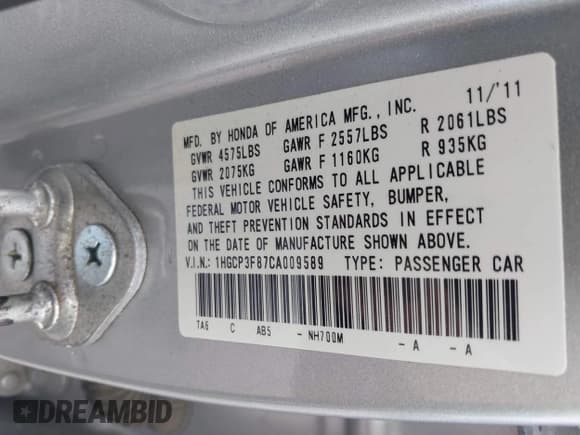 MFD. BY HONDA OF AMERICA MFG., INC. 11/'11
GVWR 4575LBS GAWR F 2557LBS R 2061LBS
GVWR 2075KG GAWR F 1160KG R 935KG
THIS VEHICLE CONFORMS TO ALL APPLICABLE
FEDERAL MOTOR VEHICLE SAFETY, BUMPER,
AND THEFT PREVENTION STANDARDS IN EFFECT
ON THE DATE OF MANUFACTURE SHOWN ABOVE.
V.I.N.: 1HGCP3F87CA009589 TYPE: PASSENGER CAR
TA6 C AB5 - NH700M - A - A
DREAMBID